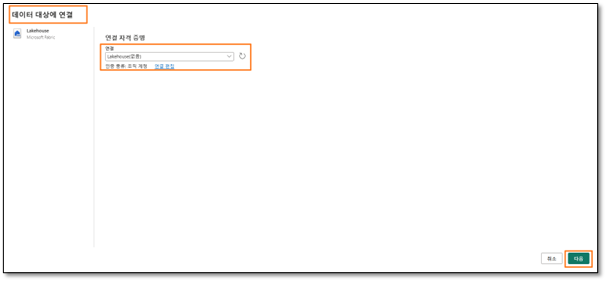 데이터 대상에 연결
Lakehouse
Microsoft Fabric
연결 자격 증명
연결
Lakehouse(없음)
인증 종류: 조직 계정 연결 편집
취소
다음